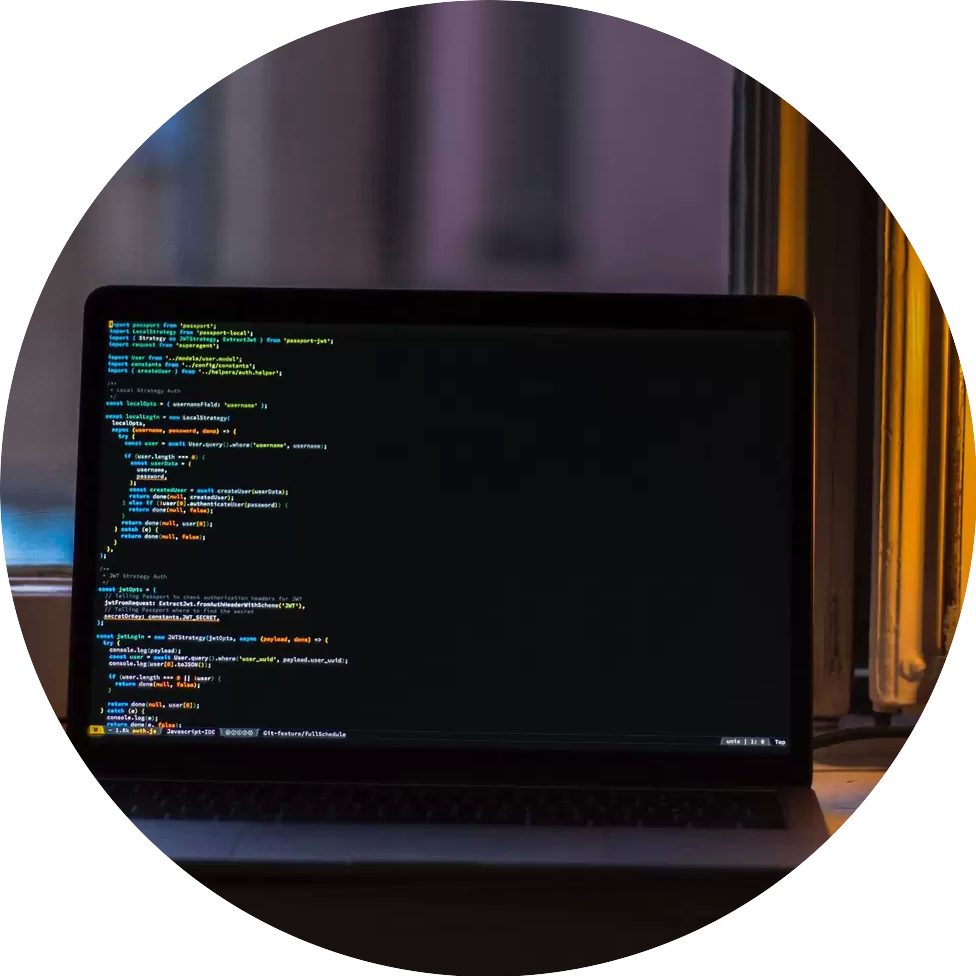 import passport from 'passport';
import LocalStrategy from 'passport-local';
import { Strategy as JWTStrategy, ExtractJwt } from 'passport-jwt';
import request from 'superagent';
import User from '../models/user.model';
import constants from '../config/constants';
import { createUser } from '../helpers/auth.helper';
/**
* Local Strategy Auth
*/
const localOpts = { usernameField: 'username' };
const localLogin = new LocalStrategy(
localOpts,
async (username, password, done) => {
try {
const user = await User.query().where('username', username);
if (user.length === 0) {
const userData = {
username,
password,
};
const createdUser = await createUser(userData);
return done(null, createdUser);
} else if (!user[0].authenticateUser(password)) {
return done(null, false);
}
return done(null, user[0]);
} catch (e) {
return done(null, false);
}
},
);
/**
* JWT Strategy Auth
*/
const jwtOpts = {
// Telling Passport to check authorization headers for JWT
jwtFromRequest: ExtractJwt.fromAuthHeaderWithScheme('JWT'),
// Telling Passport where to find the secret
secretOrKey: constants.JWT_SECRET,
};
const jwtLogin = new JWTStrategy(jwtOpts, async (payload, done) => {
try {
console.log(payload);
const user = await User.query().where('user_uuid', payload.user_uuid);
console.log(user[0].toJSON());
if (user.length === 0 || !user) {
return done(null, false);
}
return done(null, user[0]);
} catch (e) {
console.log(e);
return done(e, false);
- 1.8k auth.js Javascript-IDE Git-feature/fullSchedule unix | 1: 0 Top